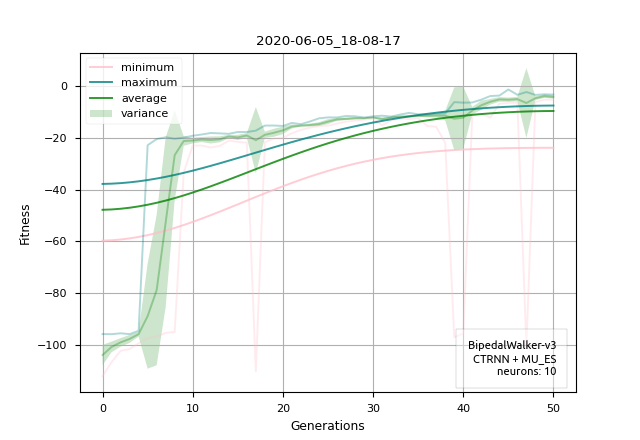 2020-06-05_18-08-17
minimum
maximum
average
variance
0
−20
−40
−60
−80
−100
Fitness
BipedalWalker-v3
CTRNN + MU_ES
neurons: 10
0
10
20
30
40
50
Generations